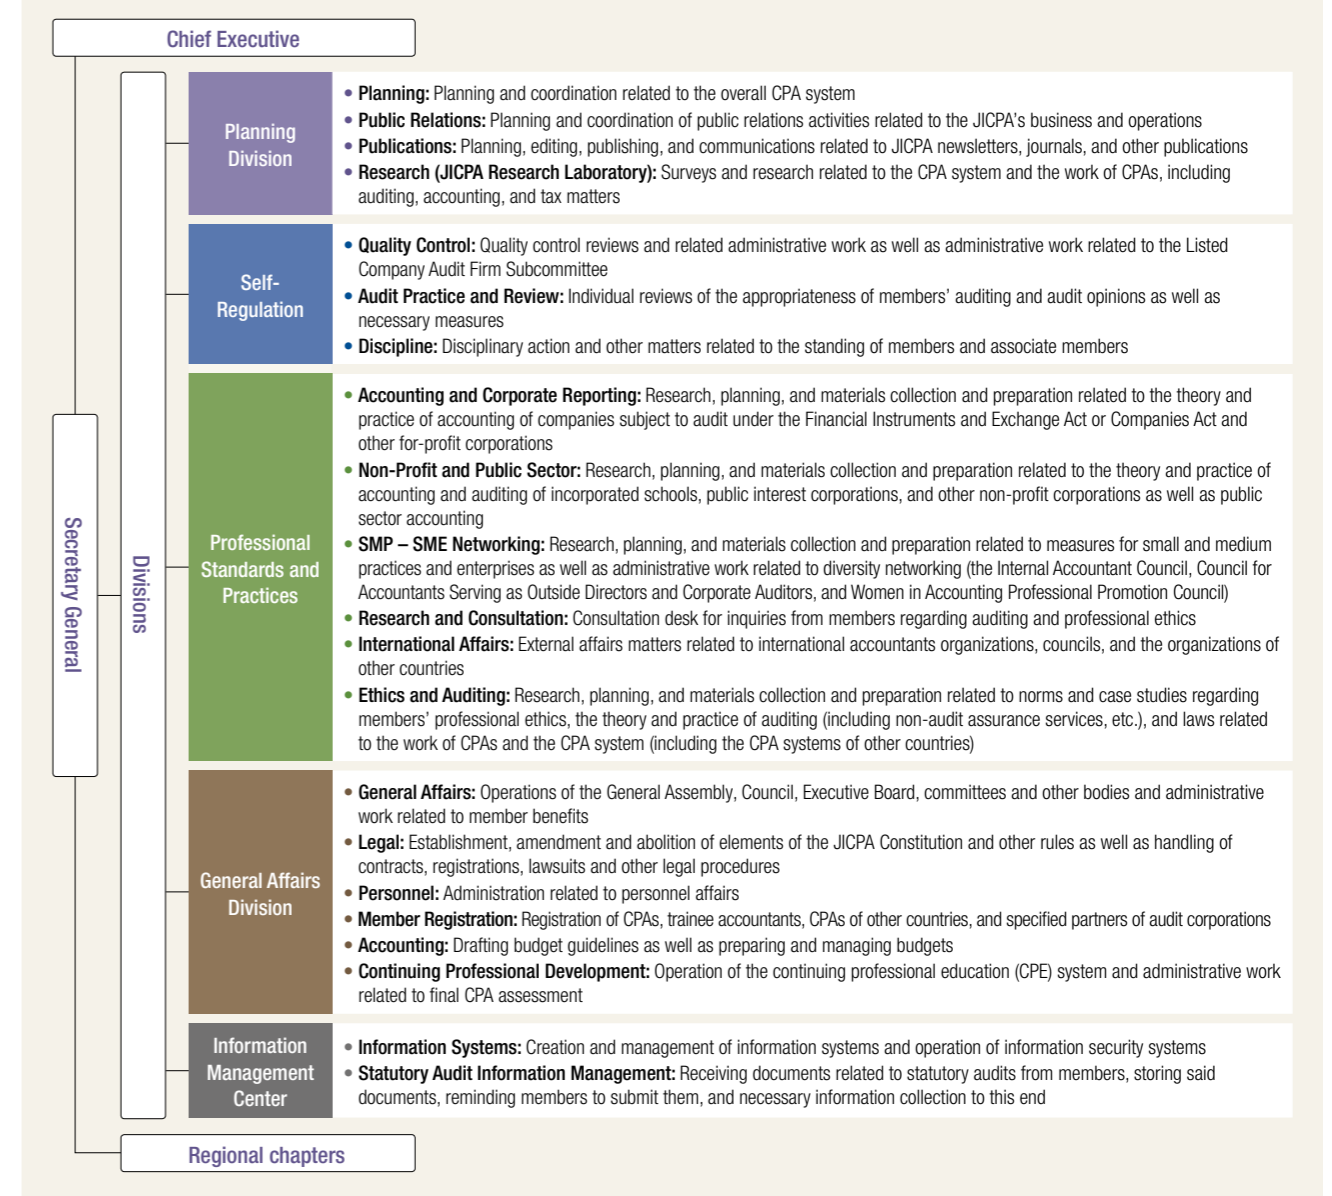 Chief Executive
Secretary General
Divisions
Planning
Division
• Planning: Planning and coordination related to the overall CPA system
• Public Relations: Planning and coordination of public relations activities related to the JICPA’s business and operations
• Publications: Planning, editing, publishing, and communications related to JICPA newsletters, journals, and other publications
• Research (JICPA Research Laboratory): Surveys and research related to the CPA system and the work of CPAs, including
auditing, accounting, and tax matters
Self-
Regulation
• Quality Control: Quality control reviews and related administrative work as well as administrative work related to the Listed
Company Audit Firm Subcommittee
• Audit Practice and Review: Individual reviews of the appropriateness of members’ auditing and audit opinions as well as
necessary measures
• Discipline: Disciplinary action and other matters related to the standing of members and associate members
Professional
Standards and
Practices
• Accounting and Corporate Reporting: Research, planning, and materials collection and preparation related to the theory and
practice of accounting of companies subject to audit under the Financial Instruments and Exchange Act or Companies Act and
other for-profit corporations
• Non-Profit and Public Sector: Research, planning, and materials collection and preparation related to the theory and practice of
accounting and auditing of incorporated schools, public interest corporations, and other non-profit corporations as well as public
sector accounting
• SMP – SME Networking: Research, planning, and materials collection and preparation related to measures for small and medium
practices and enterprises as well as administrative work related to diversity networking (the Internal Accountant Council, Council for
Accountants Serving as Outside Directors and Corporate Auditors, and Women in Accounting Professional Promotion Council)
• Research and Consultation: Consultation desk for inquiries from members regarding auditing and professional ethics
• International Affairs: External affairs matters related to international accountants organizations, councils, and the organizations of
other countries
• Ethics and Auditing: Research, planning, and materials collection and preparation related to norms and case studies regarding
members’ professional ethics, the theory and practice of auditing (including non-audit assurance services, etc.), and laws related
to the work of CPAs and the CPA system (including the CPA systems of other countries)
General Affairs
Division
• General Affairs: Operations of the General Assembly, Council, Executive Board, committees and other bodies and administrative
work related to member benefits
• Legal: Establishment, amendment and abolition of elements of the JICPA Constitution and other rules as well as handling of
contracts, registrations, lawsuits and other legal procedures
• Personnel: Administration related to personnel affairs
• Member Registration: Registration of CPAs, trainee accountants, CPAs of other countries, and specified partners of audit corporations
• Accounting: Drafting budget guidelines as well as preparing and managing budgets
• Continuing Professional Development: Operation of the continuing professional education (CPE) system and administrative work
related to final CPA assessment
Information
Management
Center
• Information Systems: Creation and management of information systems and operation of information security systems
• Statutory Audit Information Management: Receiving documents related to statutory audits from members, storing said
documents, reminding members to submit them, and necessary information collection to this end
Regional chapters